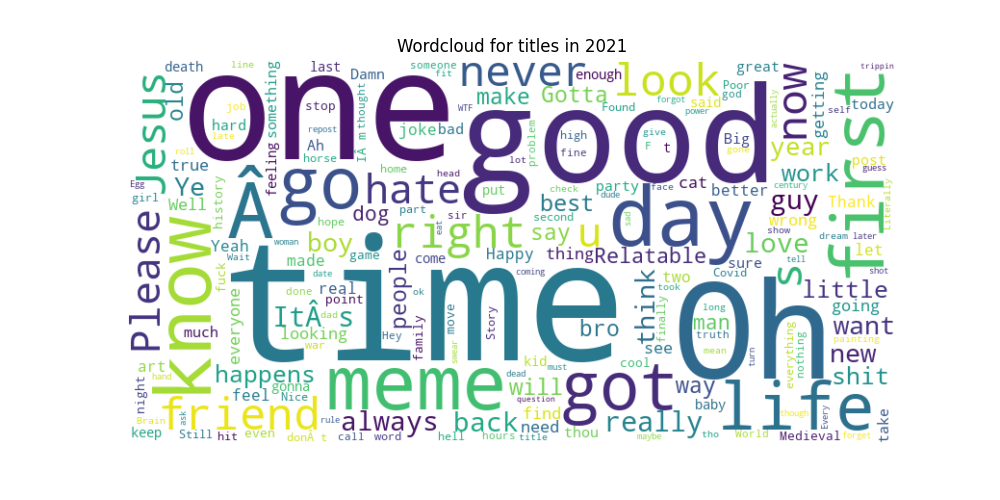 Wordcloud for titles in 2021
death
line
last
Damn
someone
fit
never
enough
look
great
Poor
god
now
trippin
Jesus
old
job
hard
late
something
one
stop
thought
WTF
make
Gotta
Found
forgot
said
power
actually
getting
self
today
first
true
roll
Ah
repost
I m
joke
bad
good
problem
high
fine
give
F
t
Big
gone
year
post
guess
Egg
girl
Ye
history
feeling
horse
home
head
lot
check
party
face
cat
better
century
work
Literally
Well
Â
go
hate
put
dude
guy
Thank
Please
know
hope
dog
part
sir
eat
best
second
sad
day
show
wrong
dream
later
Yeah
Wait
woman
boy
game
right
say
u
love
let
fuck
made
people
come
Happy
thing
Relatable
sure
Covid
tell
s
shot
time
coming
think
two
took
little
everyone
date
real
point
done
ok
move
Story
bro
finally
Oh
long
man
truth
going
much
ItÂ s
dad
looking
war
Hey
family
swear
see
mean
turn
everything
nothing
want
painting
new
art
hand
happens
gonna
meme
dead
kid
must
cool
will
got
way
baby
shit
night
Brain
friend
feel
Nice
rule
always
back
question
need
find
really
life
though
Every
take
forget
keep
ask
Still
hit
even
donÂ t
call
word
hell
hours
title
thou
maybe
tho
World
Medieval